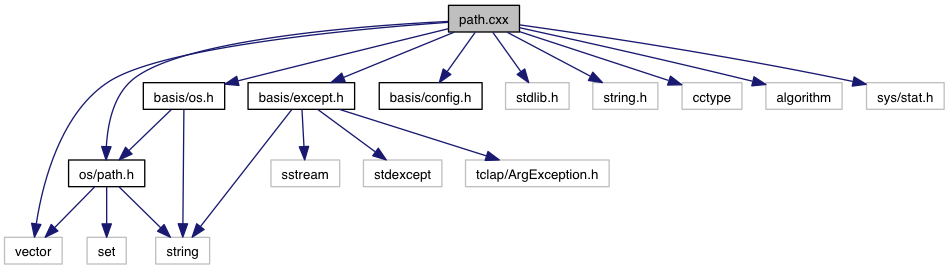 path.cxx
basis/os.h
basis/except.h
basis/config.h
stdlib.h
string.h
cctype
algorithm
sys/stat.h
os/path.h
sstream
stdexcept
tclap/ArgException.h
vector
set
string